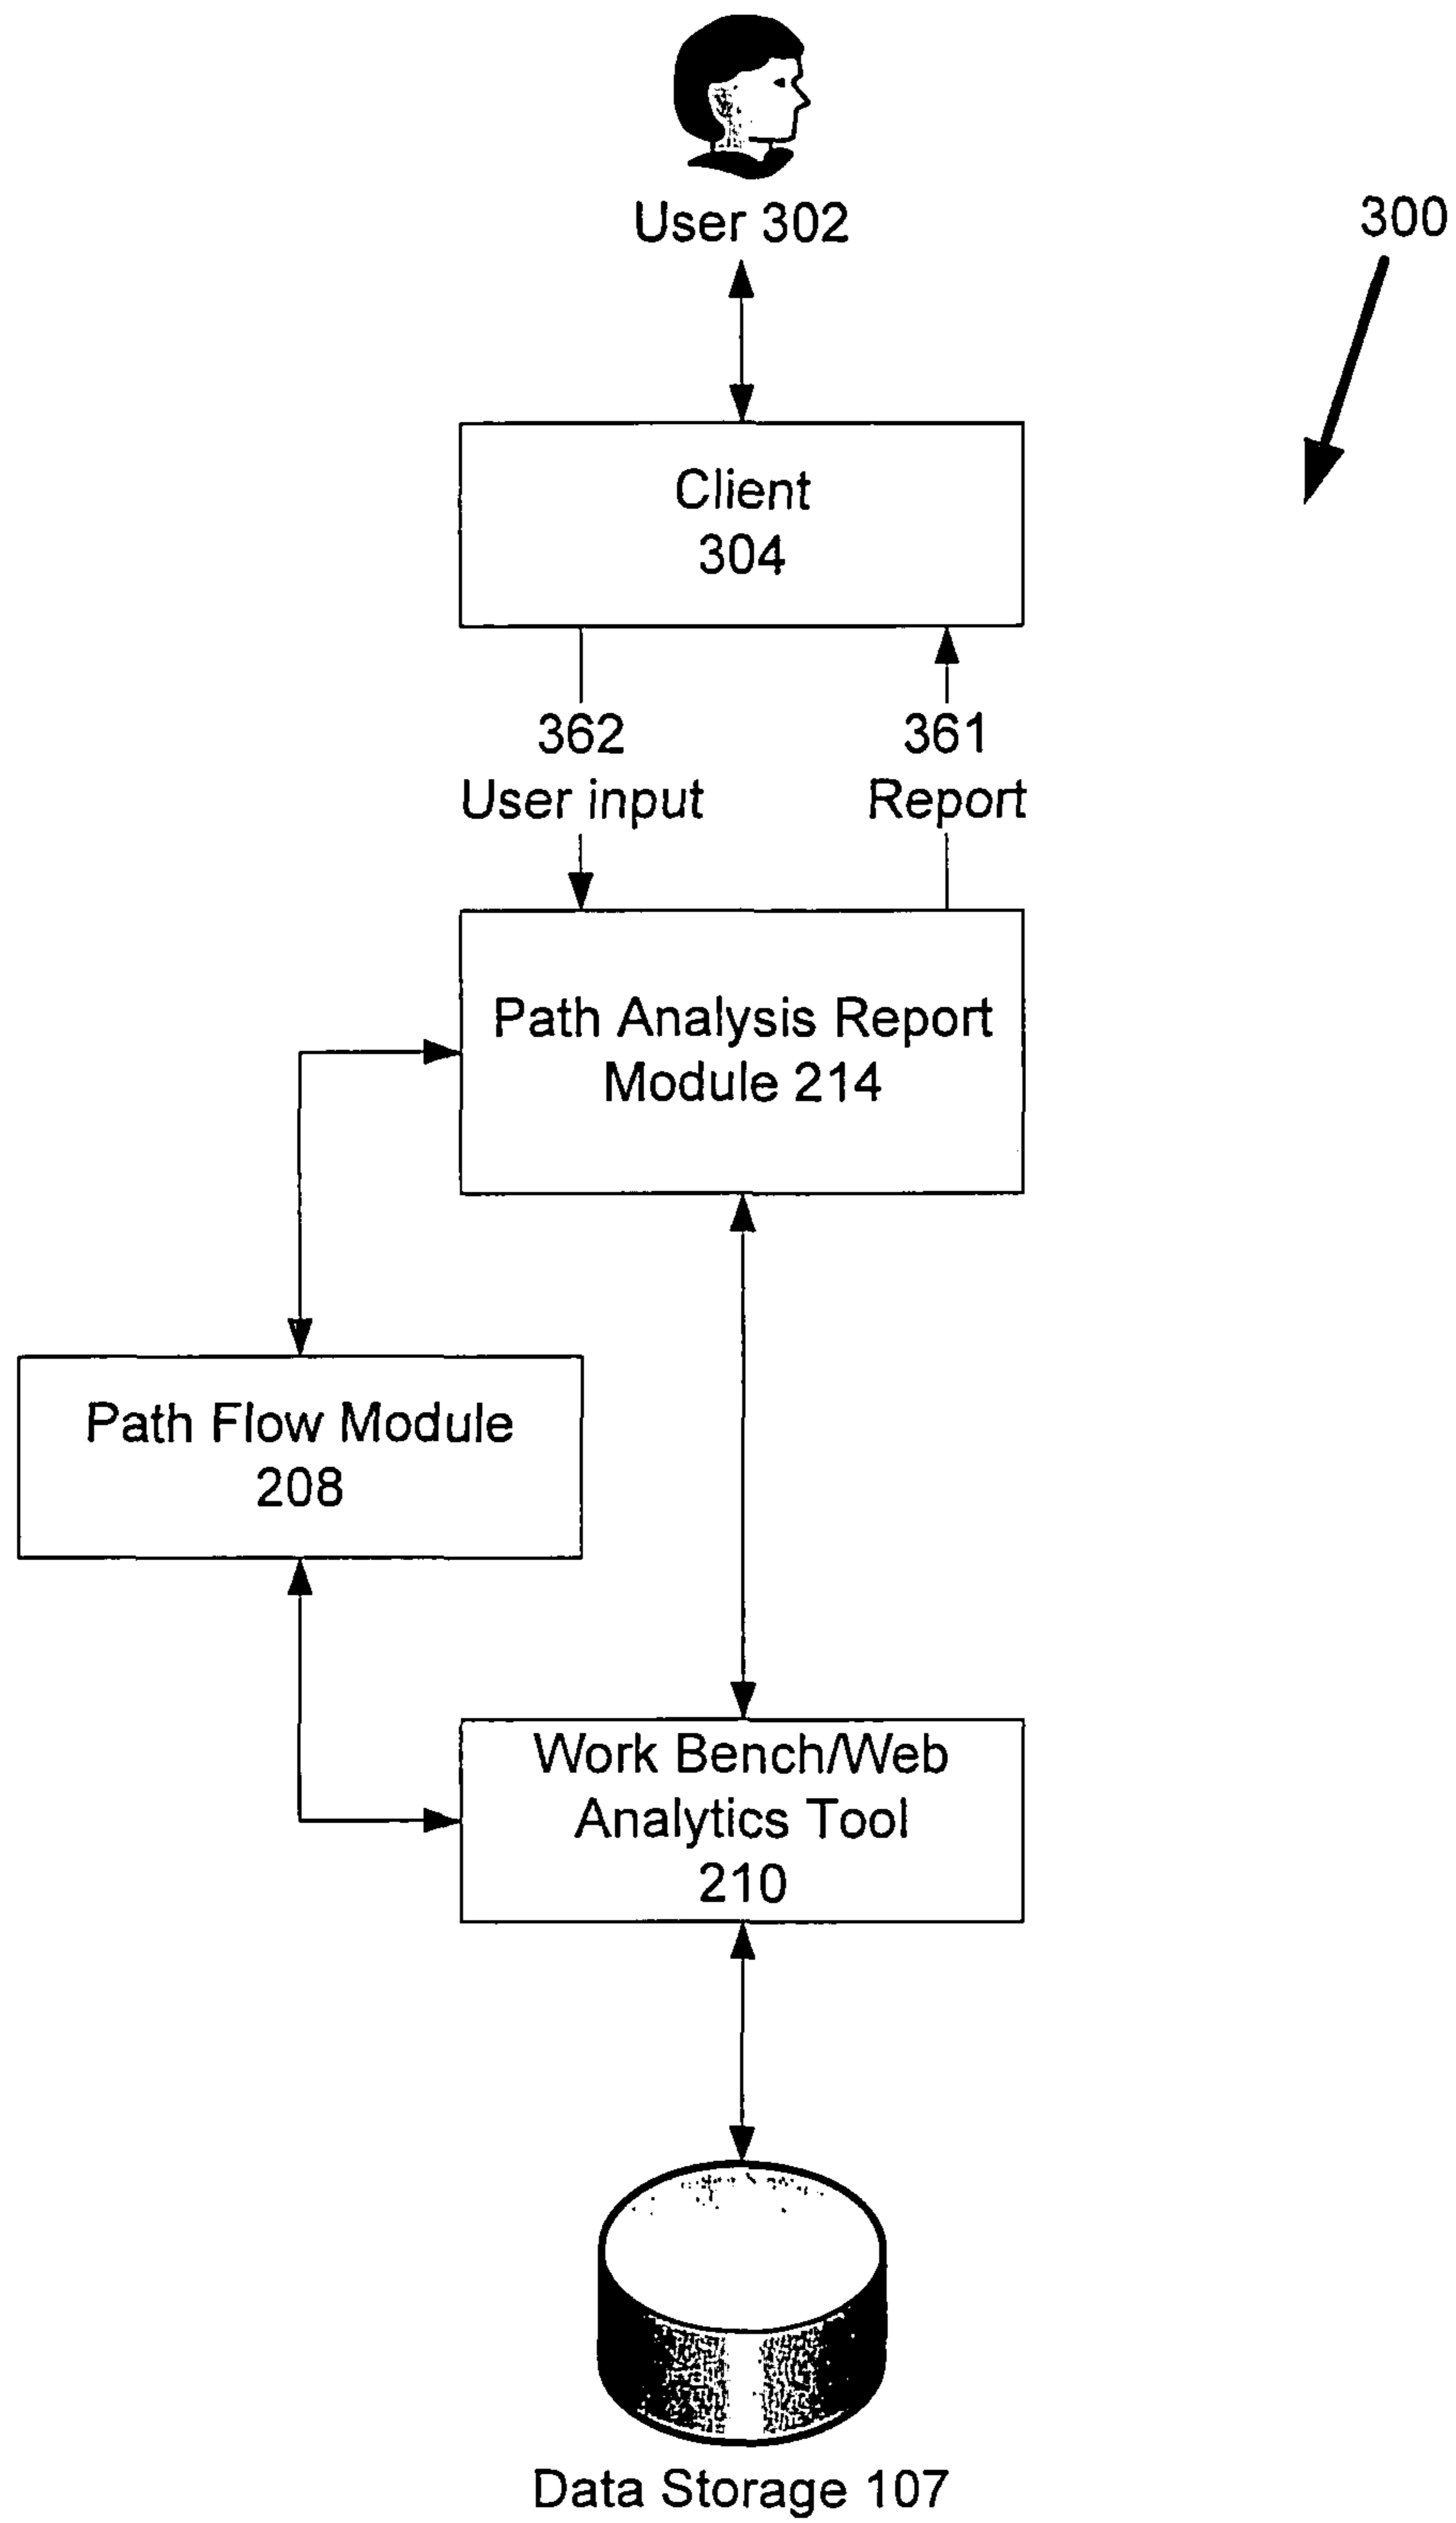 User 302
300
Client
304
362
User input
361
Report
Path Analysis Report
Module 214
Path Flow Module
208
Work Bench/Web
Analytics Tool
210
Data Storage 107